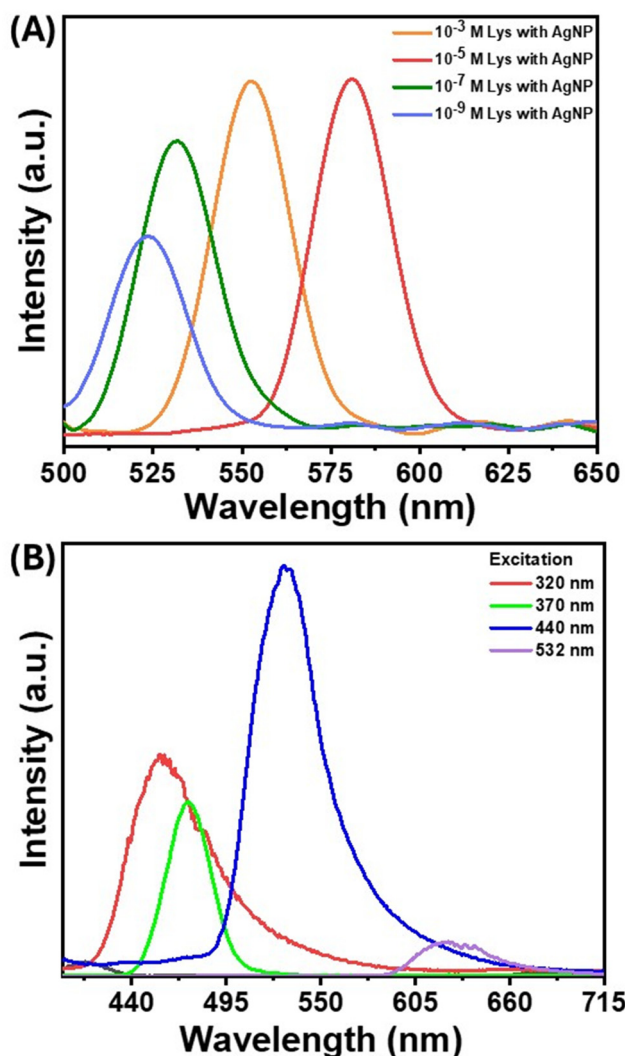 (A)
10⁻³ M Lys with AgNP
10⁻⁵ M Lys with AgNP
10⁻⁷ M Lys with AgNP
10⁻⁹ M Lys with AgNP
Intensity (a.u.)
500 525 550 575 600 625 650
Wavelength (nm)
(B)
Excitation
320 nm
370 nm
440 nm
532 nm
Intensity (a.u.)
440 495 550 605 660 715
Wavelength (nm)